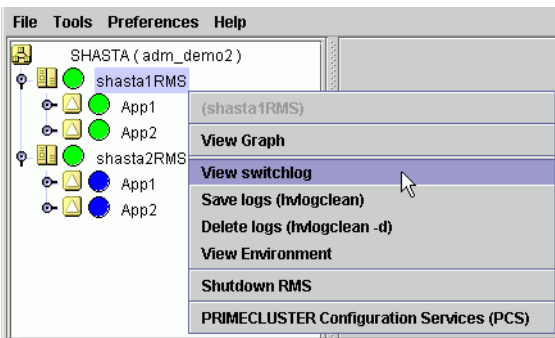 File Tools Preferences Help
SHASTA ( adm_demo2 )
shasta1RMS
App1
App2
shasta2RMS
App1
App2
(shasta1RMS)
View Graph
View switchlog
Save logs (hvlogclean)
Delete logs (hvlogclean -d)
View Environment
Shutdown RMS
PRIMECLUSTER Configuration Services (PCS)